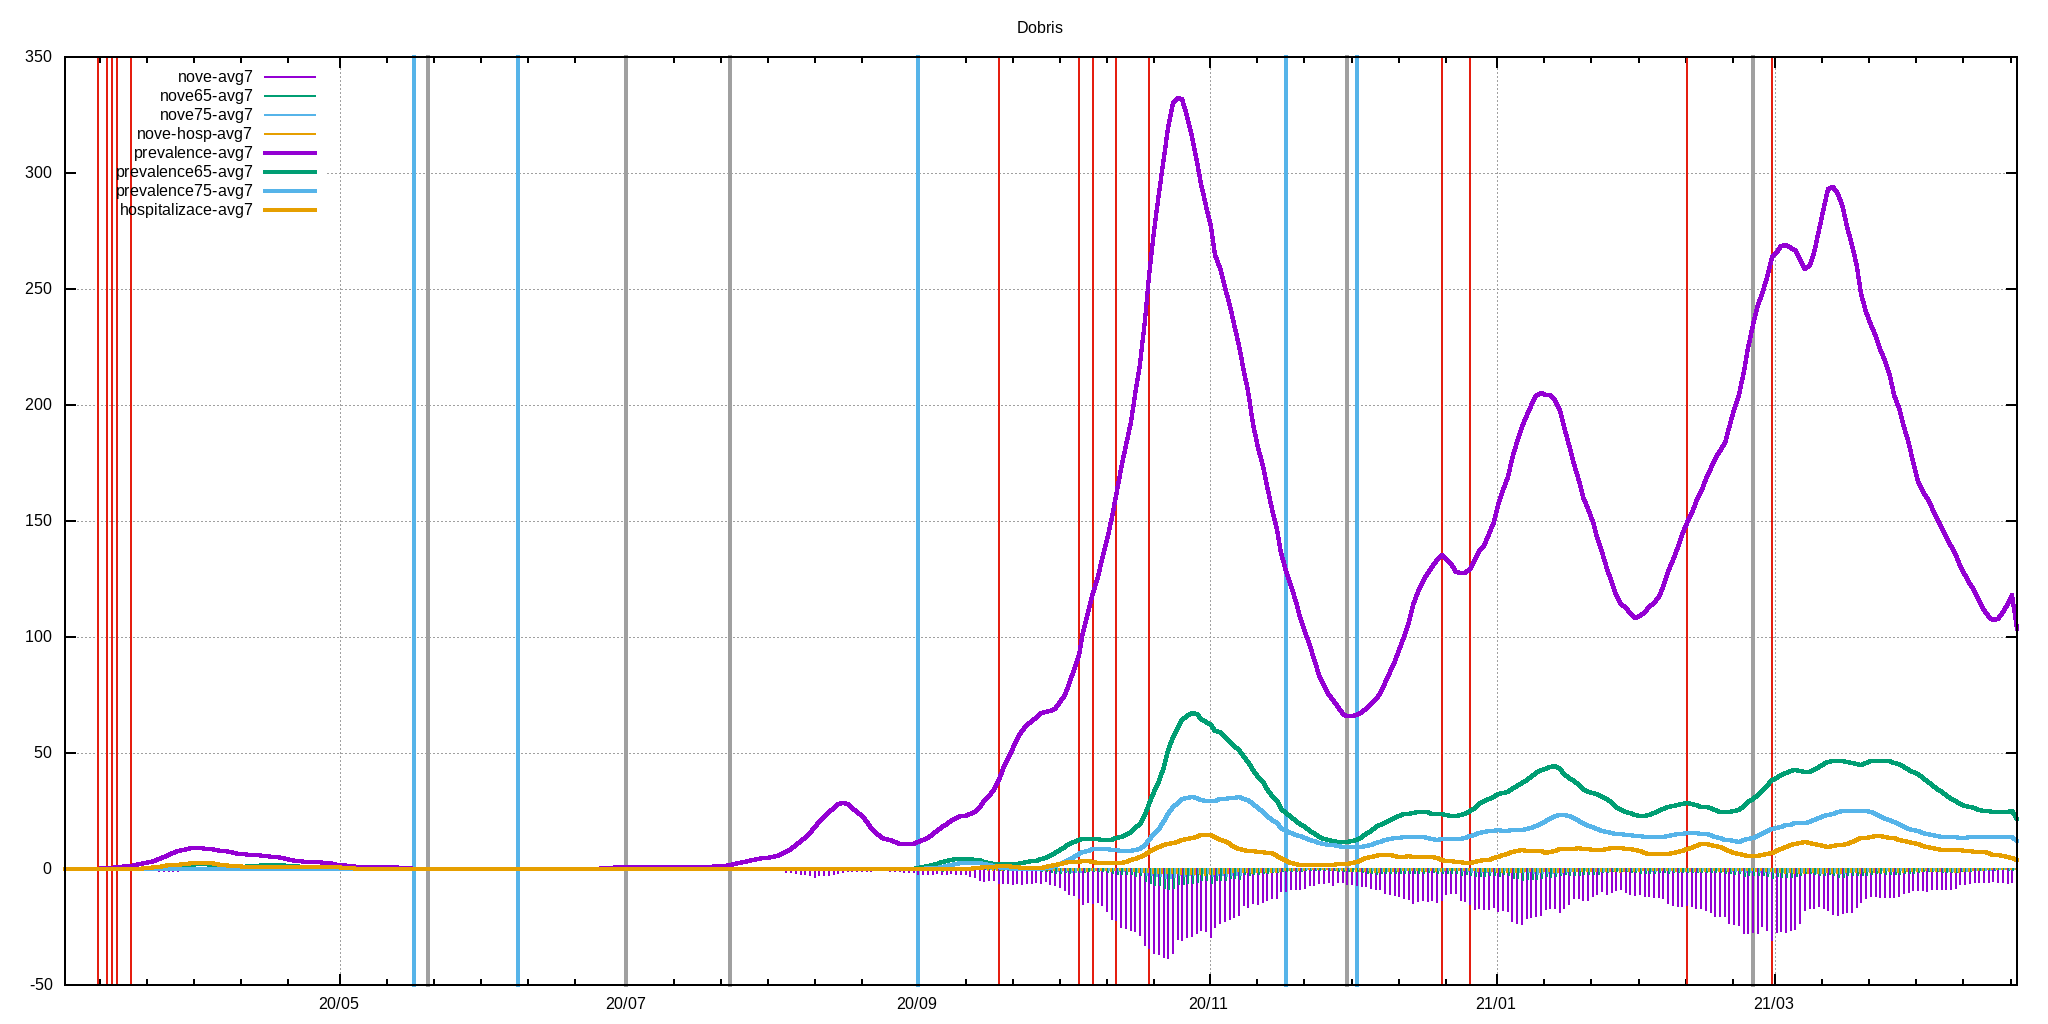 Dobris
350
300
250
200
150
100
50
0
-50
nove-avg7
nove65-avg7
nove75-avg7
nove-hosp-avg7
prevalence-avg7
prevalence65-avg7
prevalence75-avg7
hospitalizace-avg7
20/05 20/07 20/09 20/11 21/01 21/03